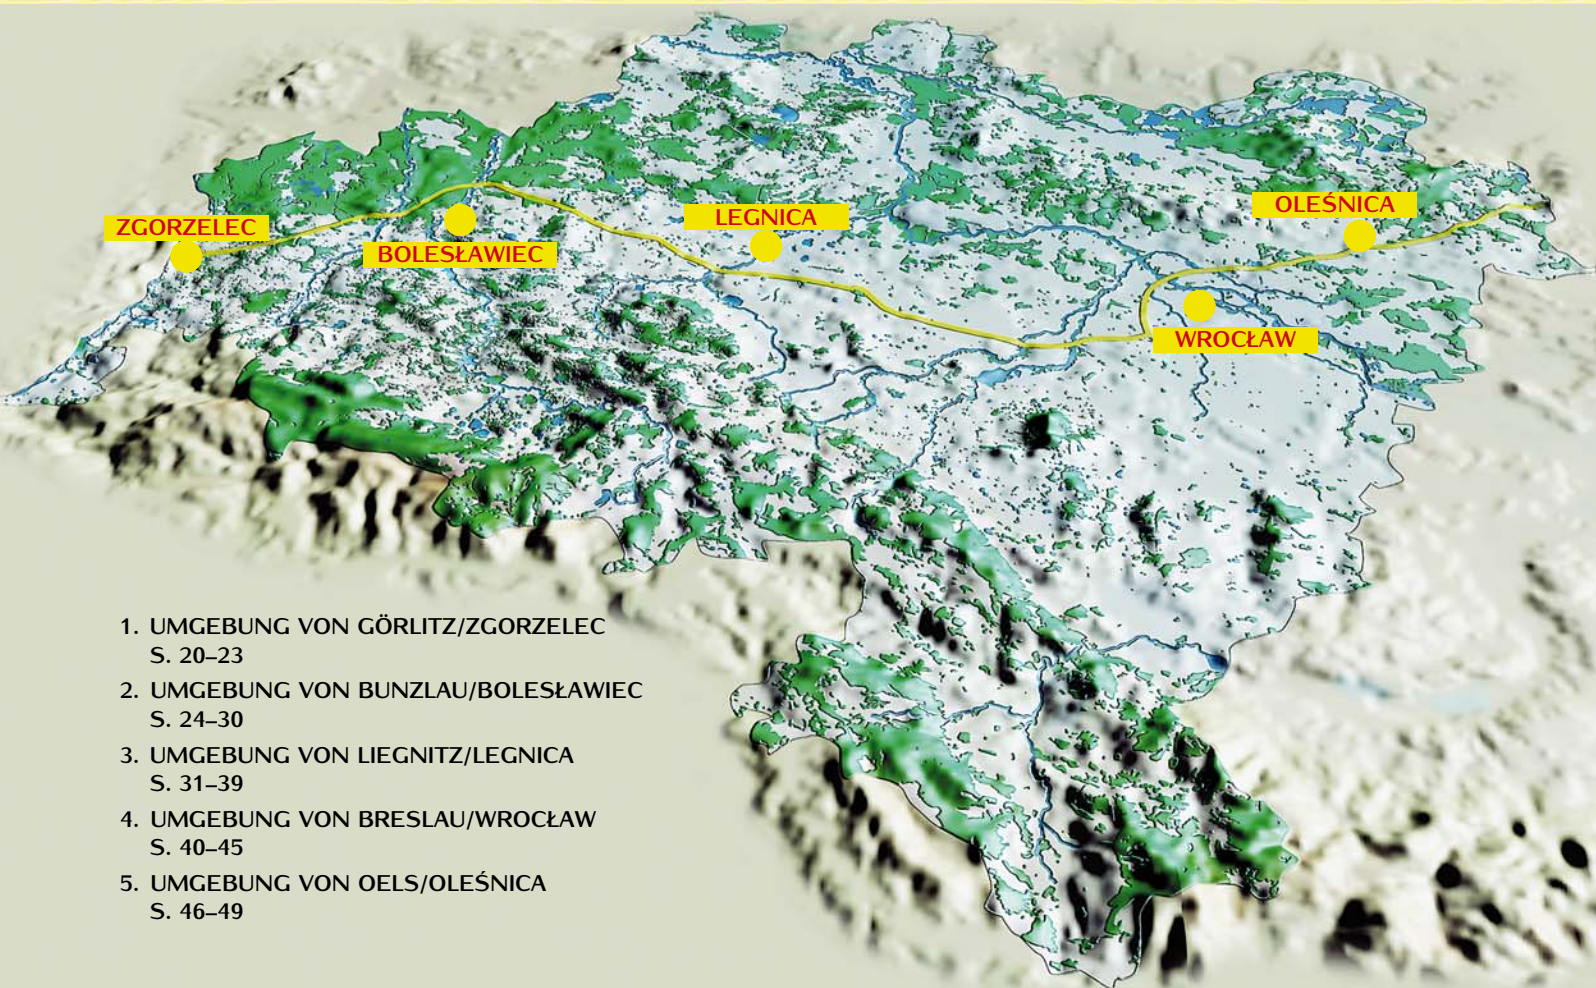 OLEŚNICA
LEGNICA
ZGORZELEC
BOLESŁAWIEC
WROCŁAW
1. UMGEBUNG VON GÖRLITZ/ZGORZELEC
S. 20–23
2. UMGEBUNG VON BUNZLAU/BOLESŁAWIEC
S. 24–30
3. UMGEBUNG VON LIEGNITZ/LEGNICA
S. 31–39
4. UMGEBUNG VON BRESLAU/WROCŁAW
S. 40–45
5. UMGEBUNG VON OELS/OLEŚNICA
S. 46–49